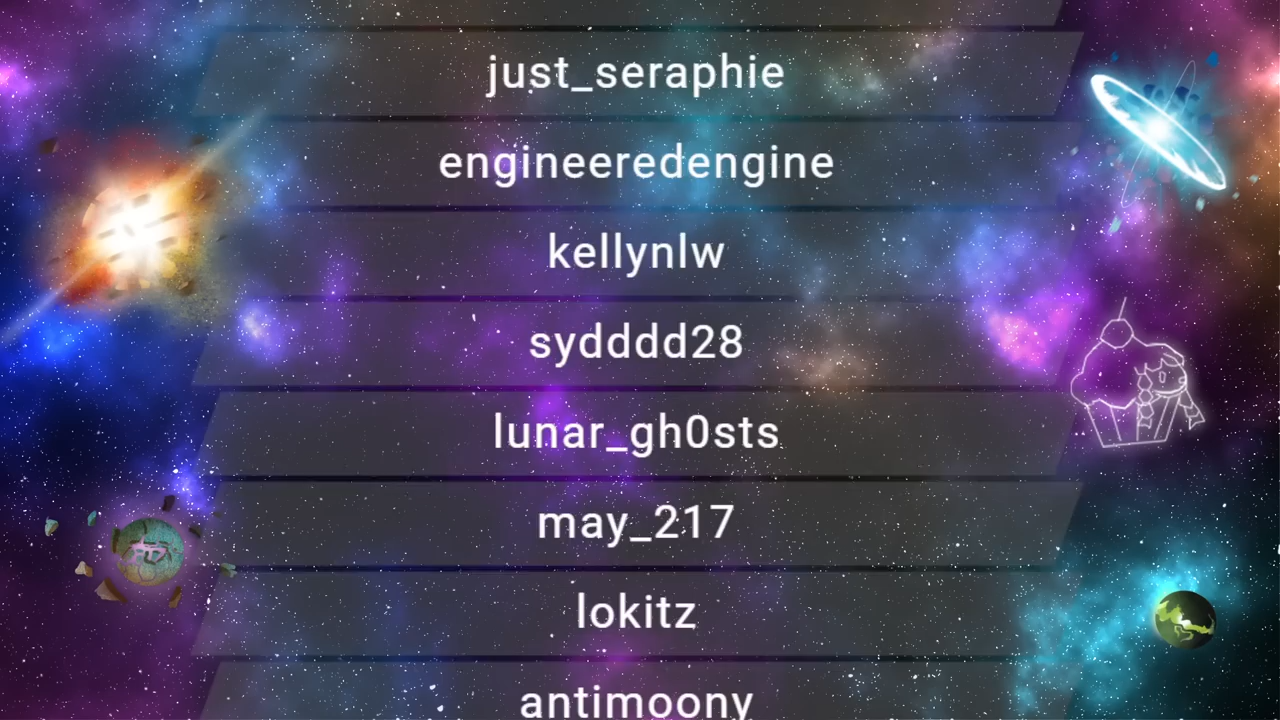 just_seraphie
engineeredengine
kellynlw
sydddd28
lunar_gh0sts
may_217
lokitz
antimoony